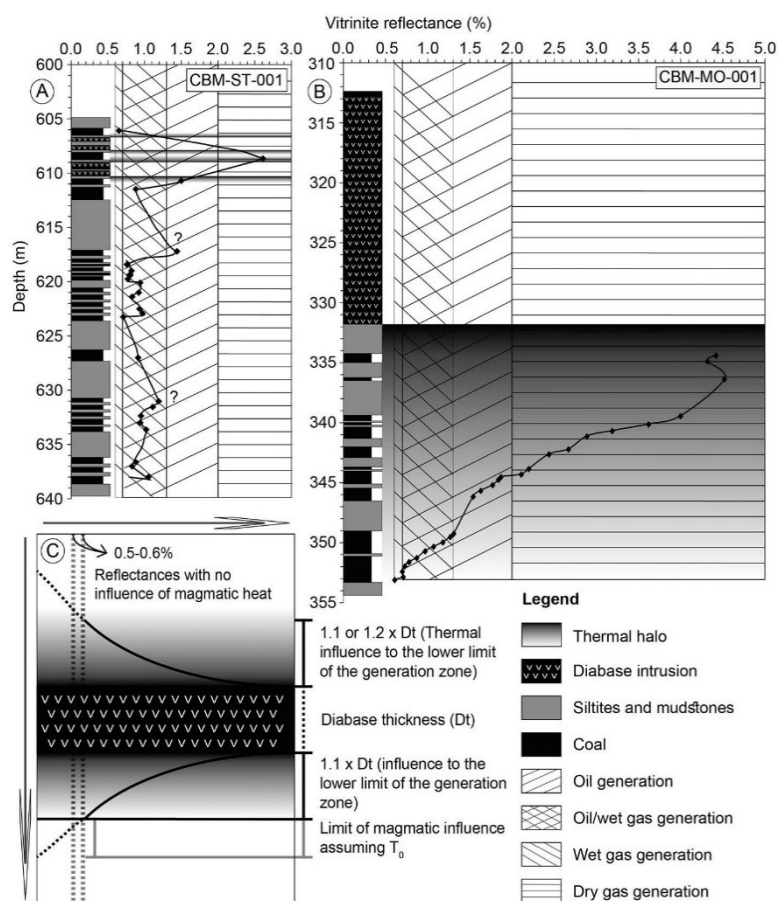 Vitrinite reflectance (%)
0.0 0.5 1.0 1.5 2.0 2.5 3.0
0.0 0.5 1.0 1.5 2.0 2.5 3.0 3.5 4.0 4.5 5.0
600
605
610
615
620
625
630
635
640
Depth (m)
A
CBM-ST-001
?
?
310
315
320
325
330
335
340
345
350
355
B
CBM-MO-001
C
0.5-0.6%
Reflectances with no
influence of magmatic heat
1.1 or 1.2 x Dt (Thermal
influence to the lower limit
of the generation zone)
Diabase thickness (Dt)
1.1 x Dt (influence to the
lower limit of the generation
zone)
Limit of magmatic influence
assuming T0
Legend
Thermal halo
Diabase intrusion
Siltites and mudstones
Coal
Oil generation
Oil/wet gas generation
Wet gas generation
Dry gas generation